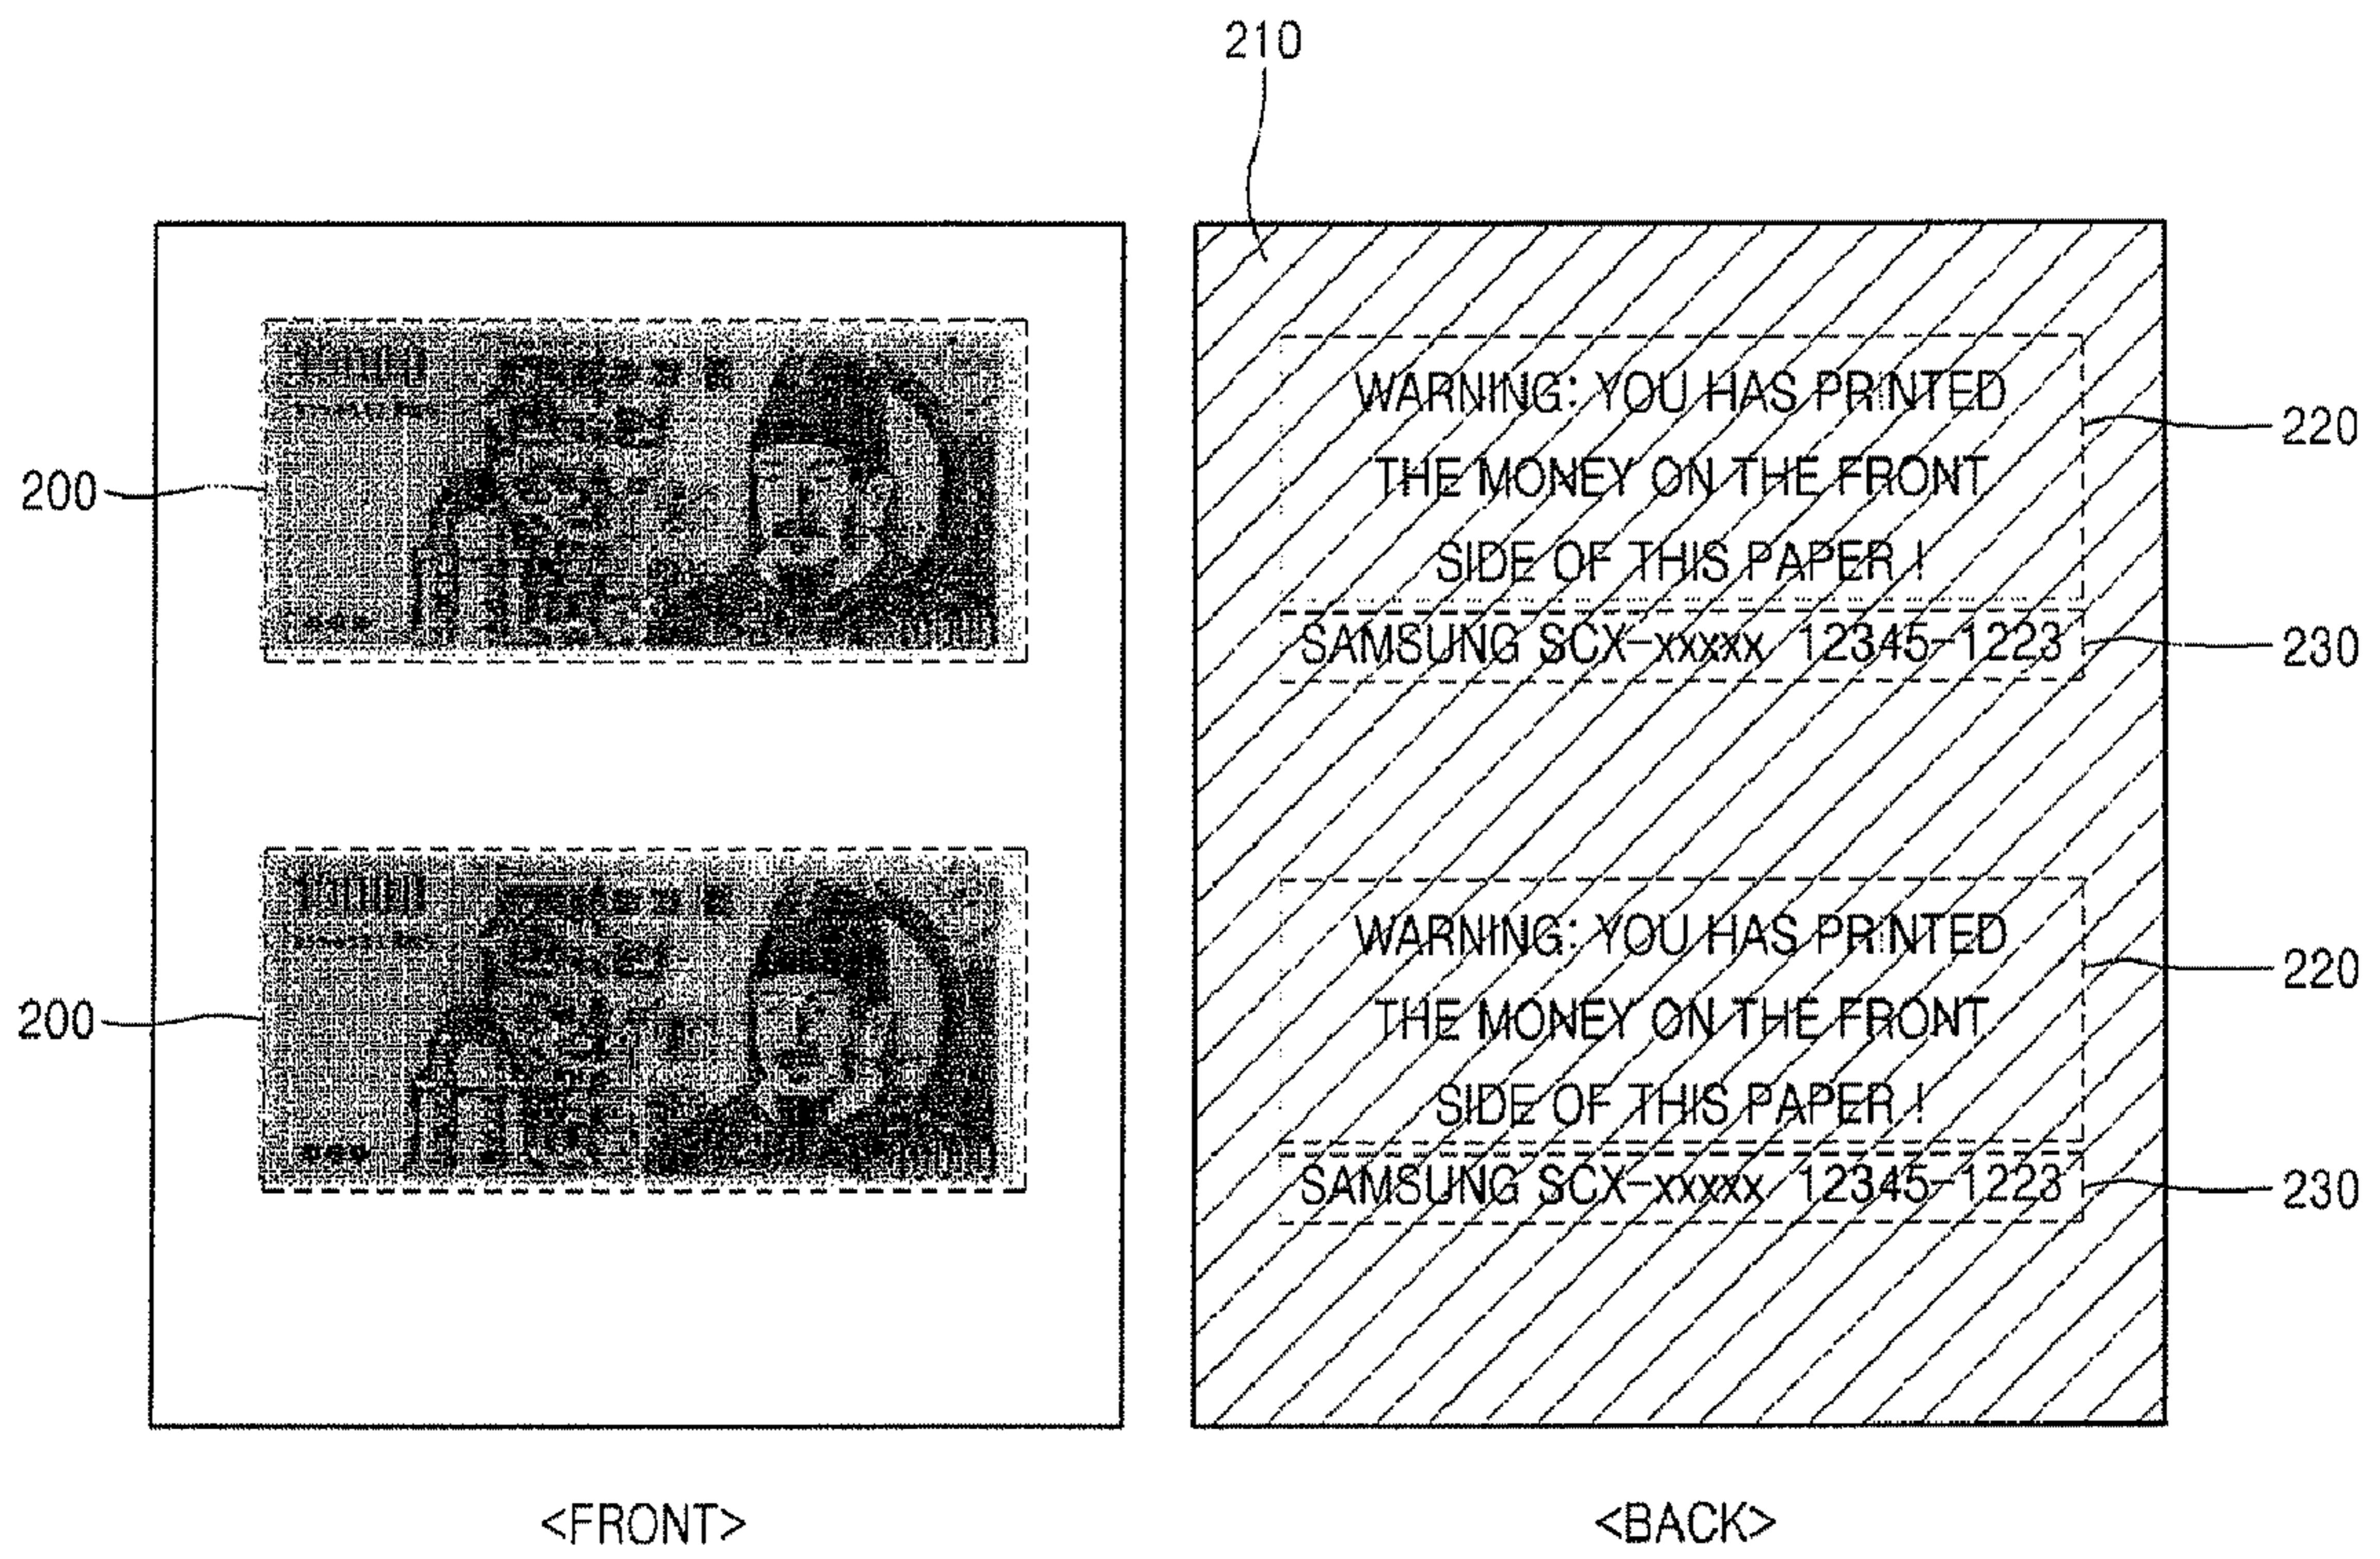 210
200
200
WARNING: YOU HAS PRINTED
THE MONEY ON THE FRONT
SIDE OF THIS PAPER !
220
SAMSUNG SCX-xxxxx 12345-1223
230
WARNING: YOU HAS PRINTED
THE MONEY ON THE FRONT
SIDE OF THIS PAPER !
220
SAMSUNG SCX-xxxxx 12345-1223
230
<FRONT>
<BACK>